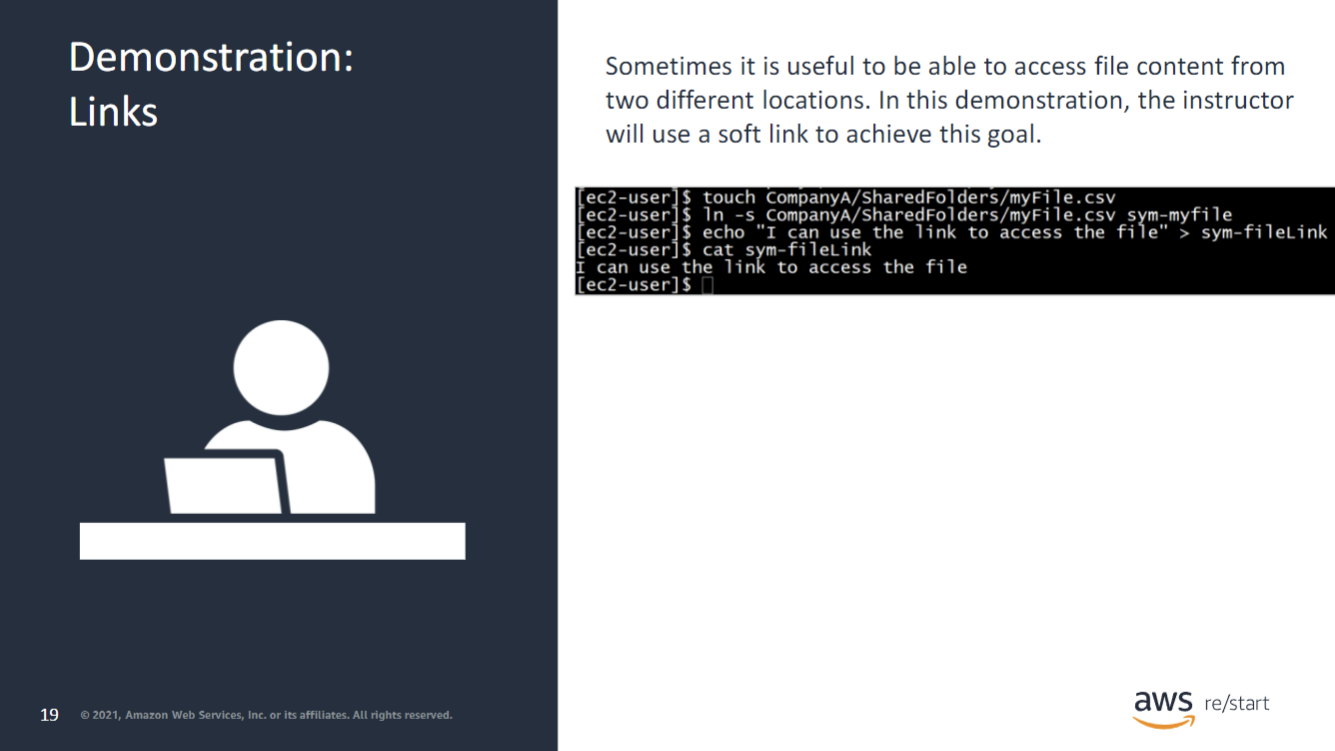 Demonstration:
Links
Sometimes it is useful to be able to access file content from
two different locations. In this demonstration, the instructor
will use a soft link to achieve this goal.
[ec2-user]$ touch CompanyA/SharedFolders/myFile.csv
[ec2-user]$ ln -s CompanyA/SharedFolders/myFile.csv sym-myfile
[ec2-user]$ echo "I can use the link to access the file" > sym-fileLink
[ec2-user]$ cat sym-fileLink
I can use the link to access the file
[ec2-user]$
19 © 2021, Amazon Web Services, Inc. or its affiliates. All rights reserved.
aws re/start